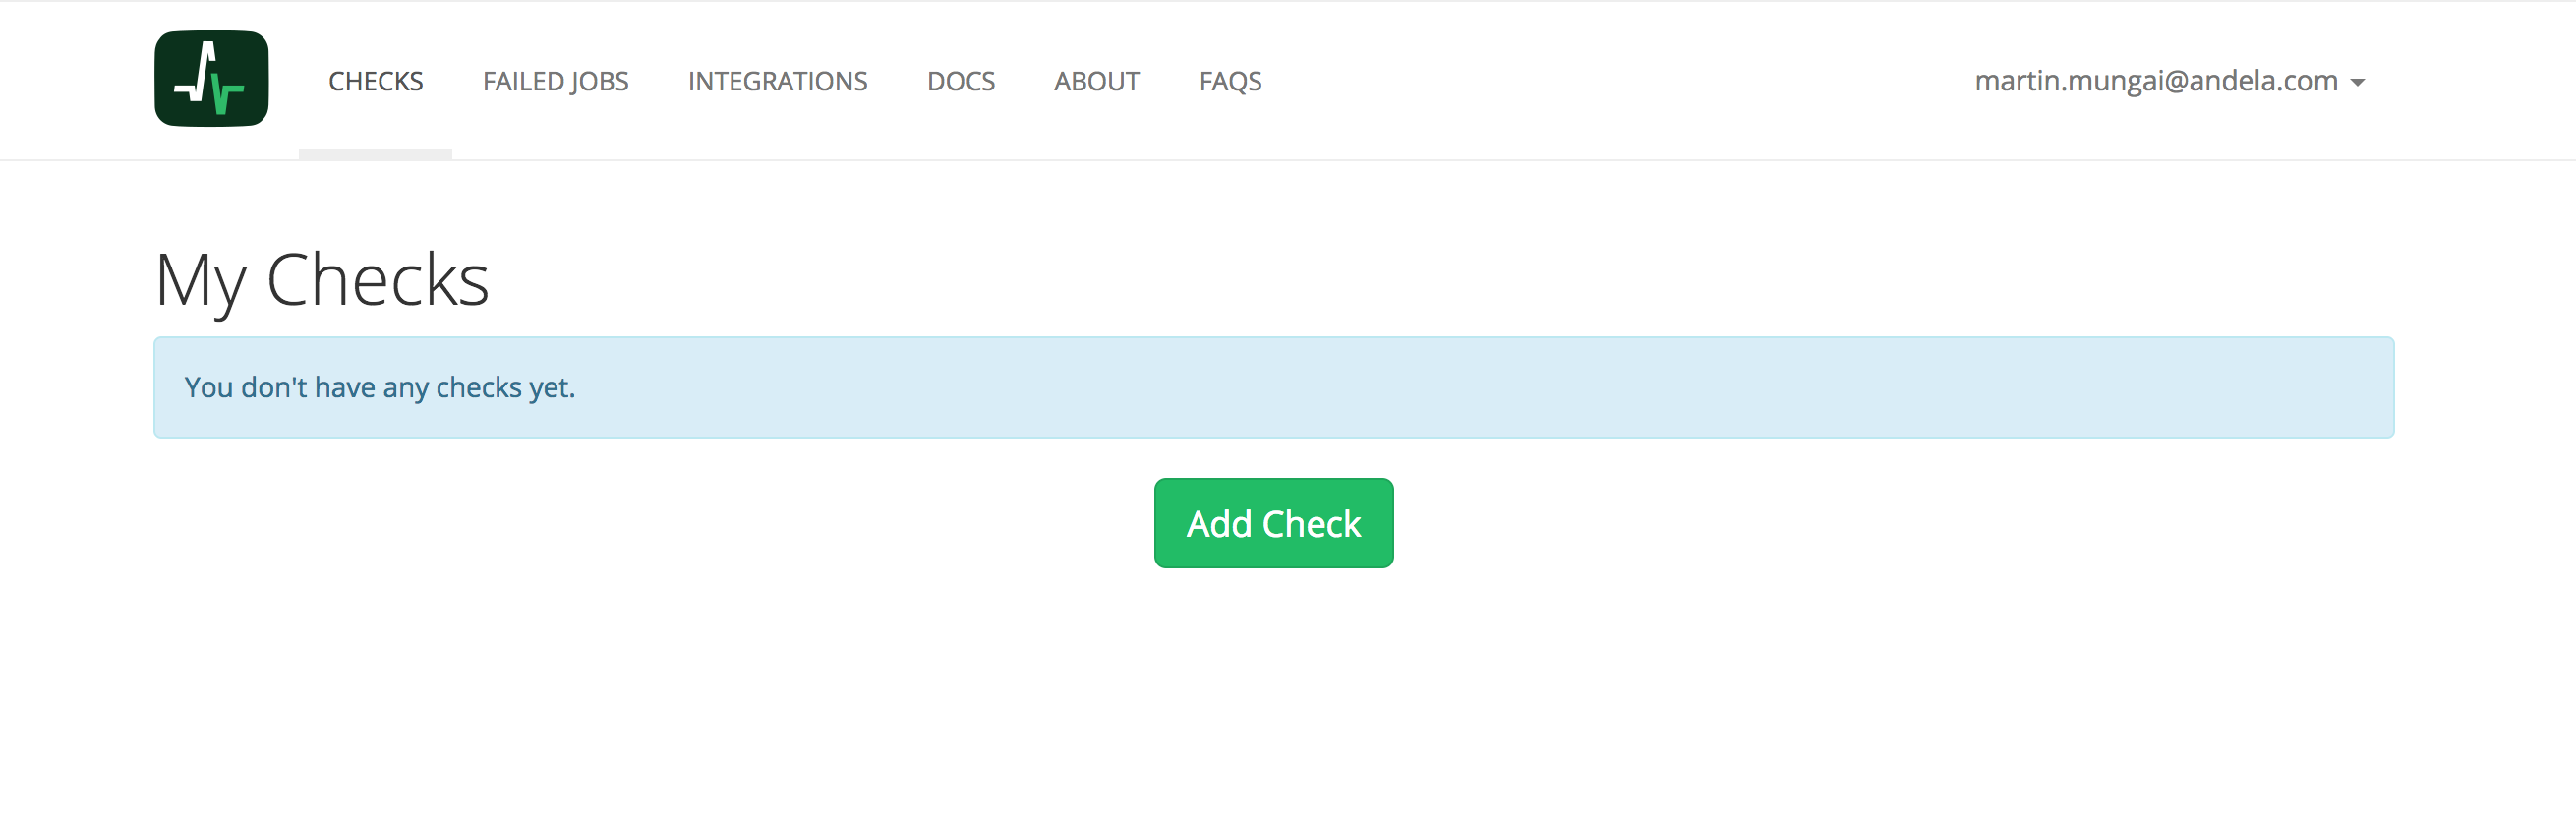 CHECKS FAILED JOBS INTEGRATIONS DOCS ABOUT FAQS martin.mungai@andela.com
My Checks
You don't have any checks yet.
Add Check